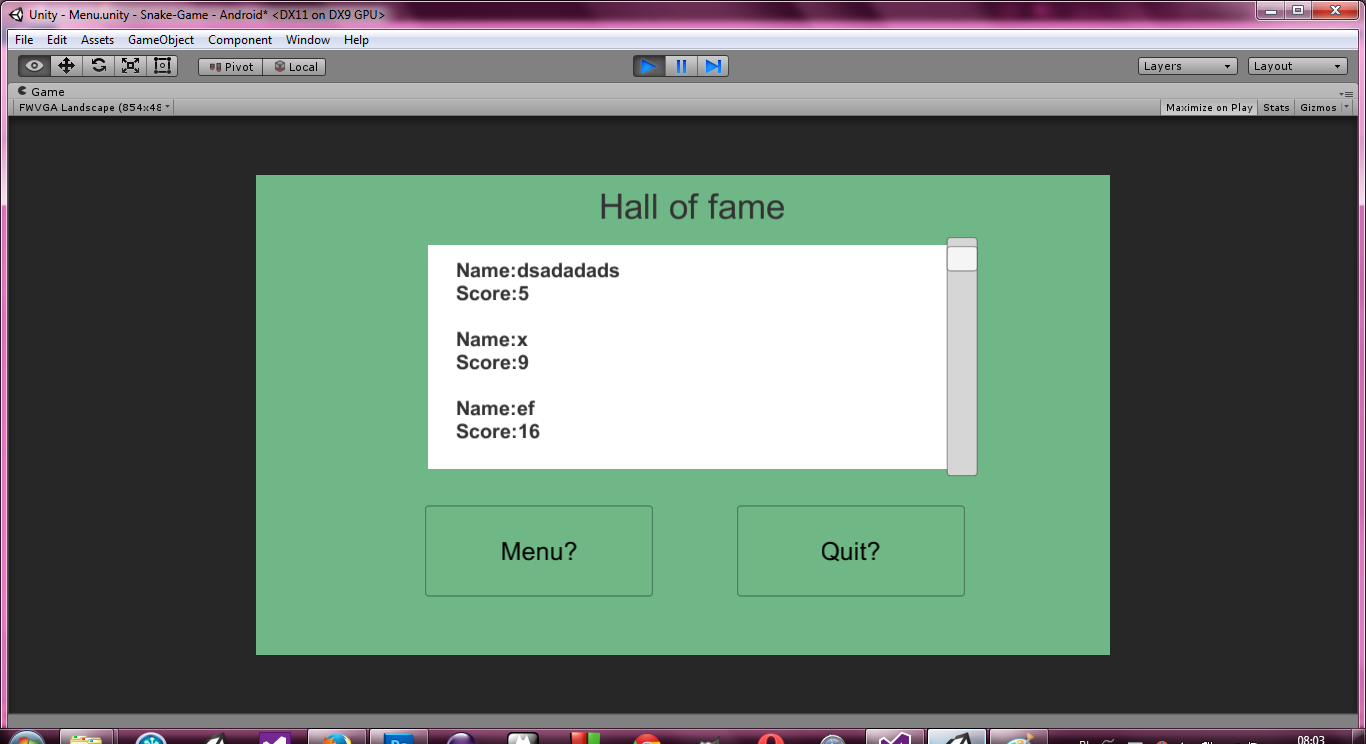 Unity - Menu.unity - Snake-Game - Android* <DX11 on DX9 GPU>
File Edit Assets GameObject Component Window Help
Pivot Local Layers Layout
Game
FWVGA Landscape (854x48 Maximize on Play Stats Gizmos
Hall of fame
Name:dsadadads
Score:5
Name:x
Score:9
Name:ef
Score:16
Menu? Quit?
08:03